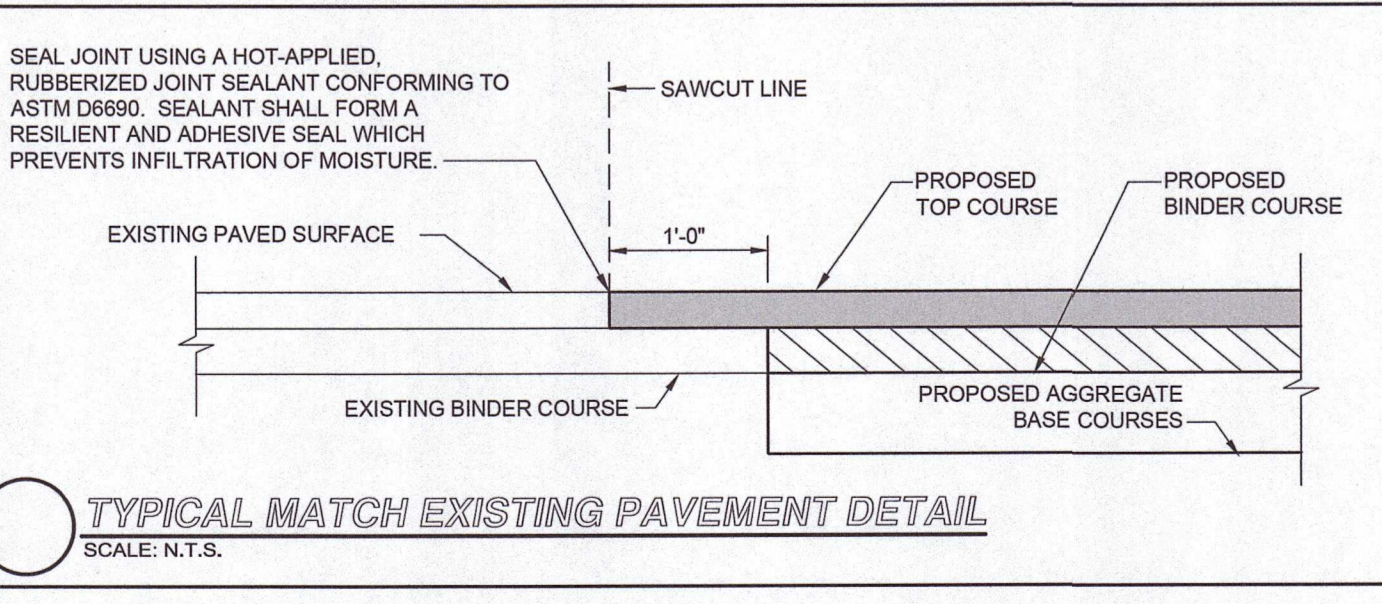 SEAL JOINT USING A HOT-APPLIED,
RUBBERIZED JOINT SEALANT CONFORMING TO
ASTM D6690. SEALANT SHALL FORM A
RESILIENT AND ADHESIVE SEAL WHICH
PREVENTS INFILTRATION OF MOISTURE.
SAWCUT LINE
PROPOSED
TOP COURSE
PROPOSED
BINDER COURSE
EXISTING PAVED SURFACE
1'-0"
EXISTING BINDER COURSE
PROPOSED AGGREGATE
BASE COURSES
TYPICAL MATCH EXISTING PAVEMENT DETAIL
SCALE: N.T.S.